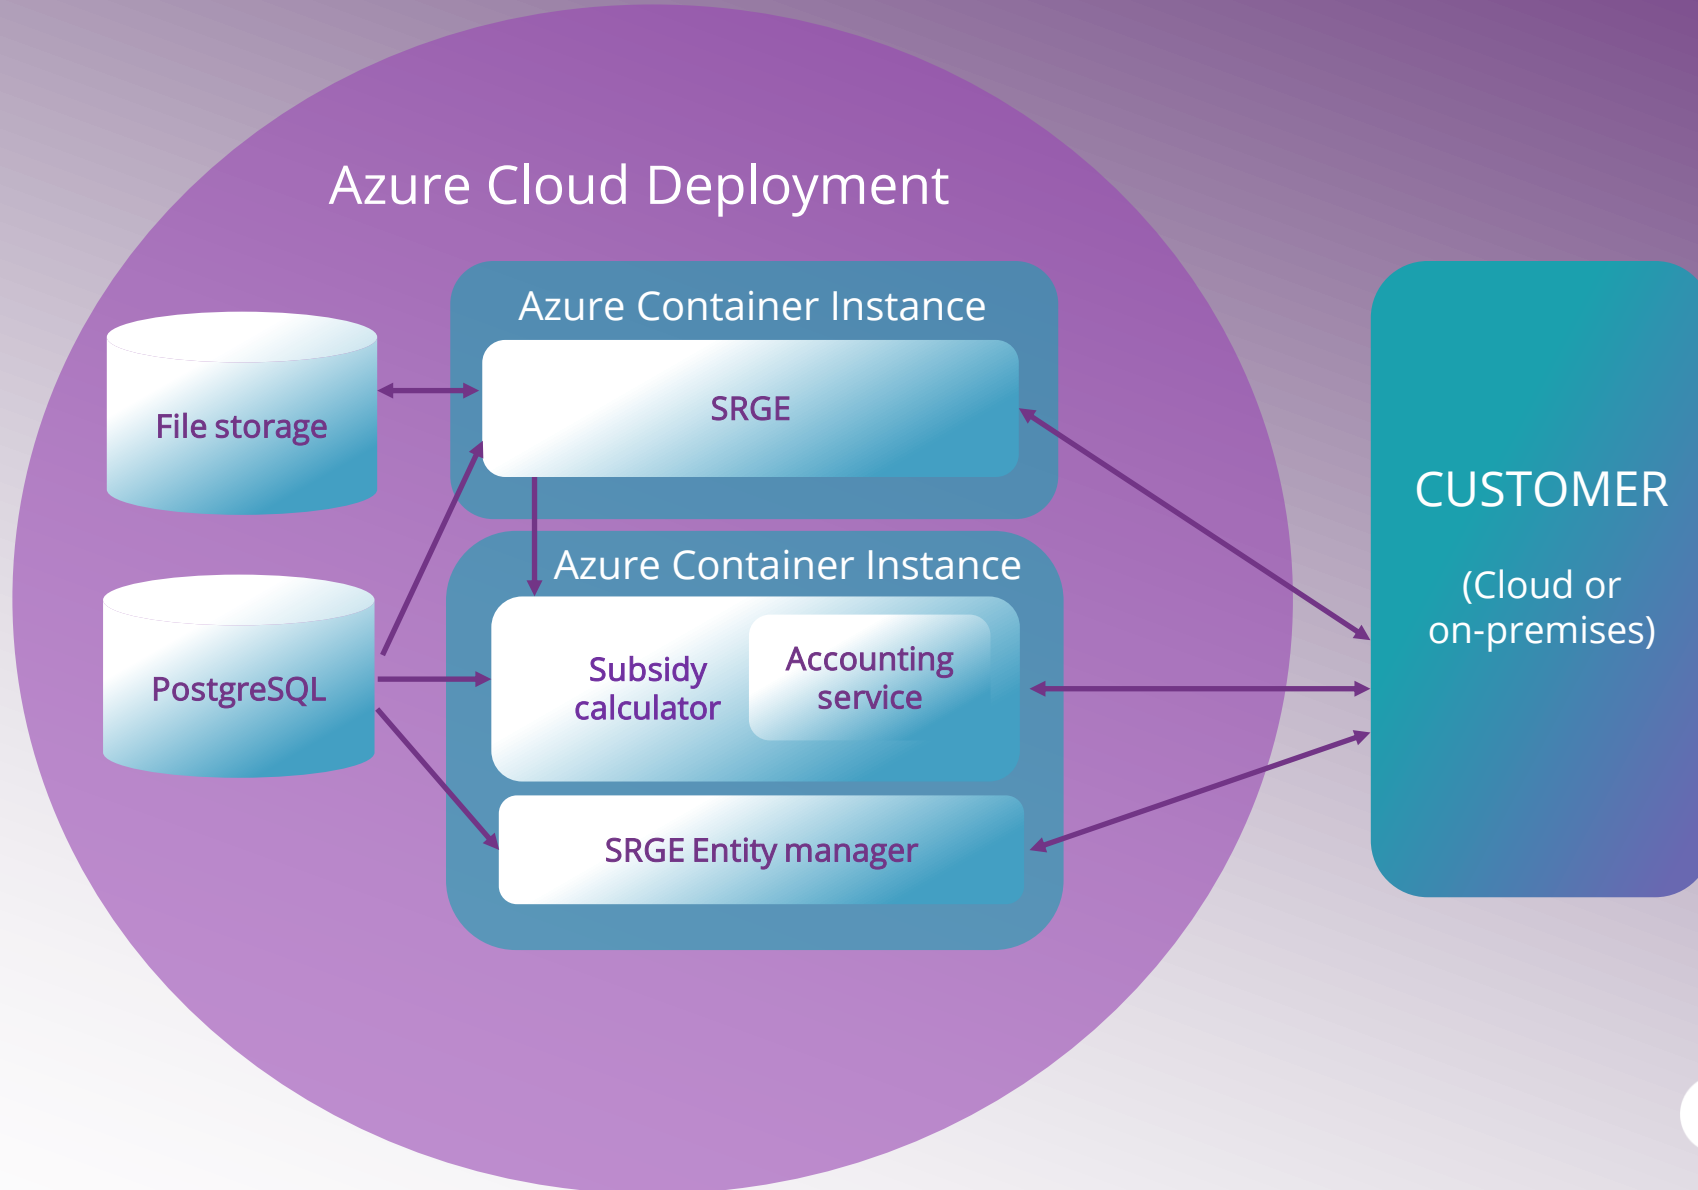 Azure Cloud Deployment
Azure Container Instance
File storage
SRGE
Azure Container Instance
PostgreSQL
Subsidy
calculator
Accounting
service
SRGE Entity manager
CUSTOMER
(Cloud or
on-premises)